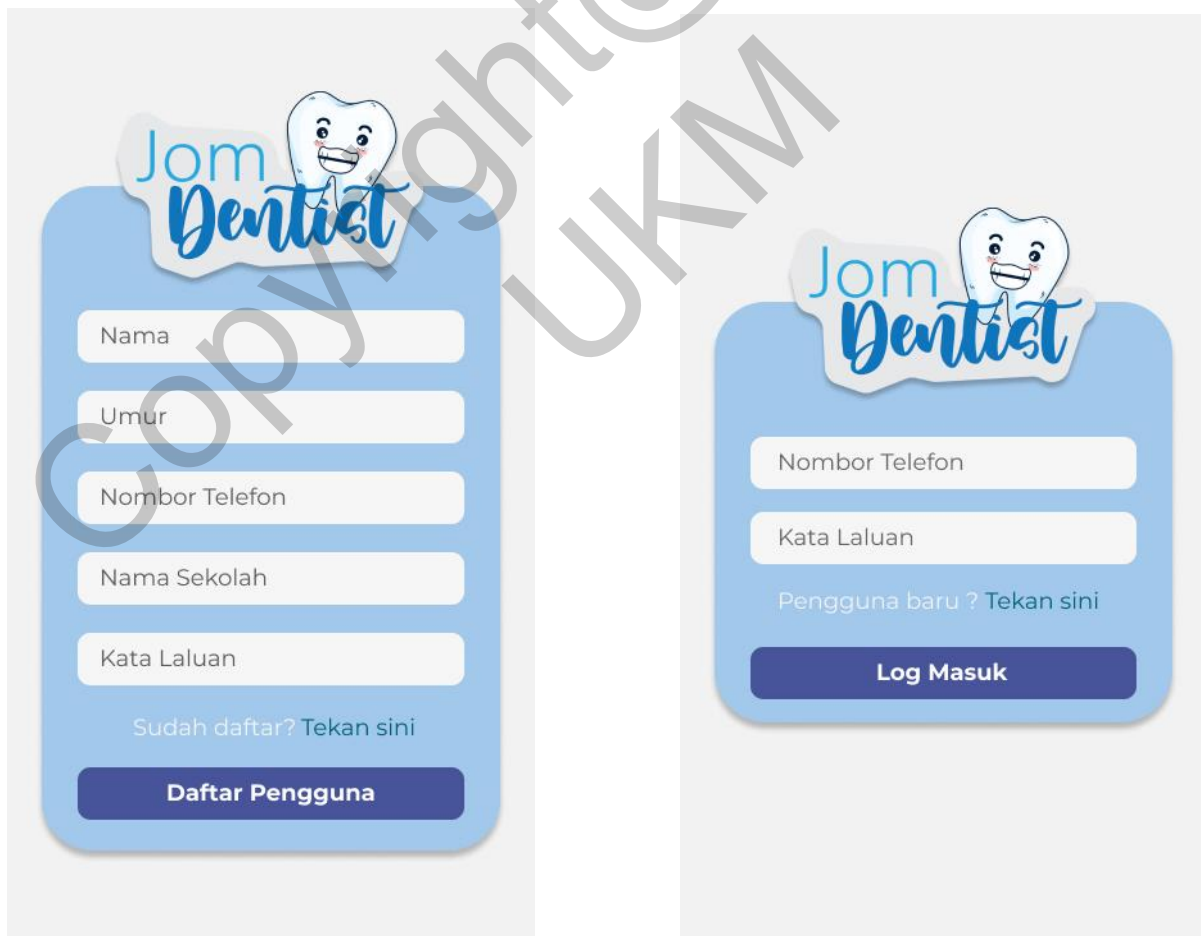 Jom
Dentist
Nama
Umur
Nombor Telefon
Nama Sekolah
Kata Laluan
Sudah daftar? Tekan sini
Daftar Pengguna
Jom
Dentist
Nombor Telefon
Kata Laluan
Pengguna baru ? Tekan sini
Log Masuk
Copyright@
UKM